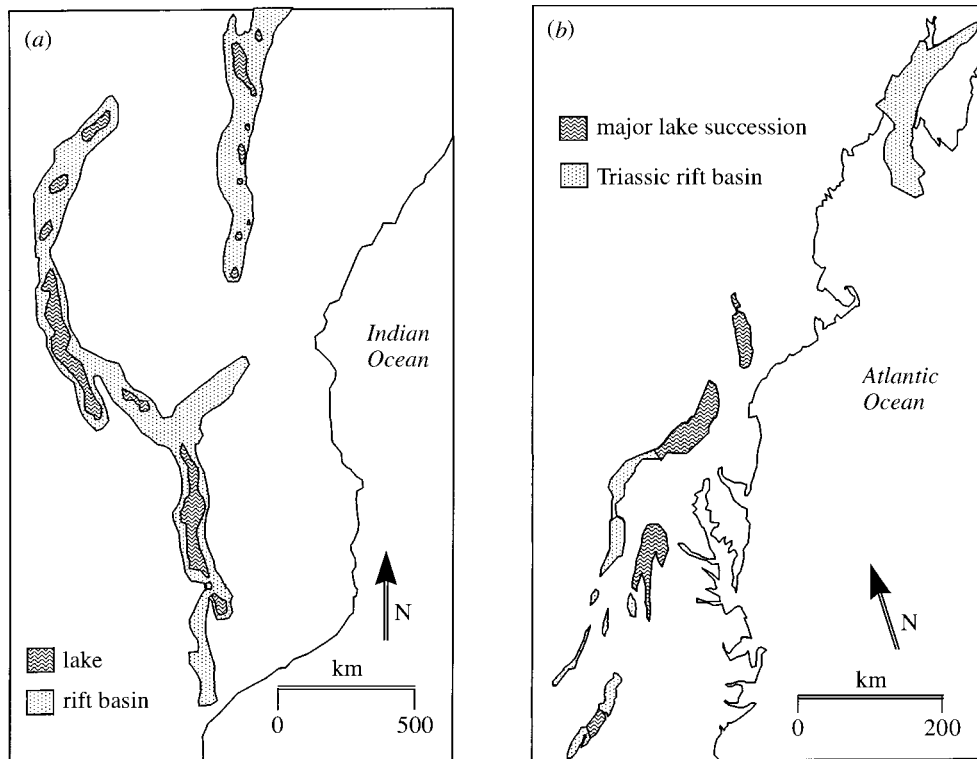 (a)
Indian
Ocean
N
lake
rift basin
km
0 500
(b)
major lake succession
Triassic rift basin
Atlantic
Ocean
N
km
0 200